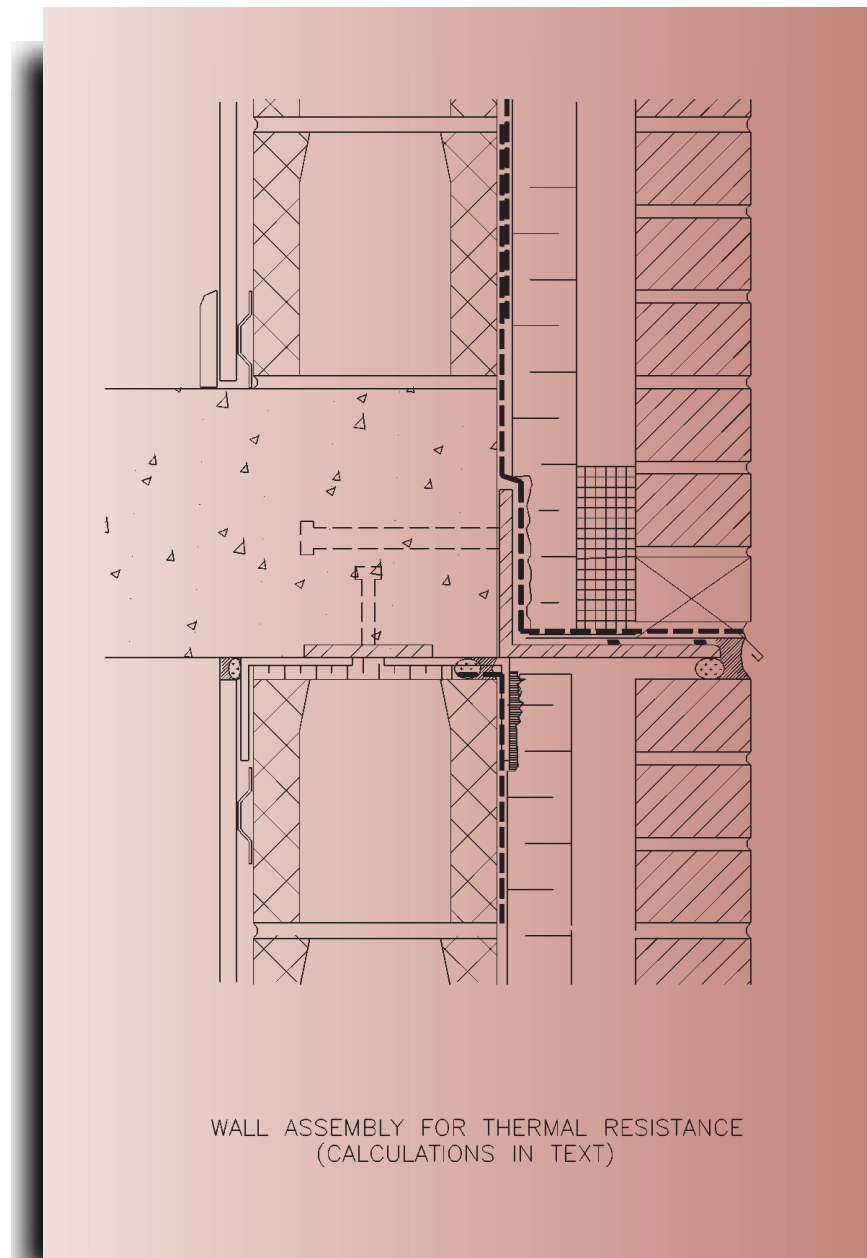 WALL ASSEMBLY FOR THERMAL RESISTANCE
(CALCULATIONS IN TEXT)